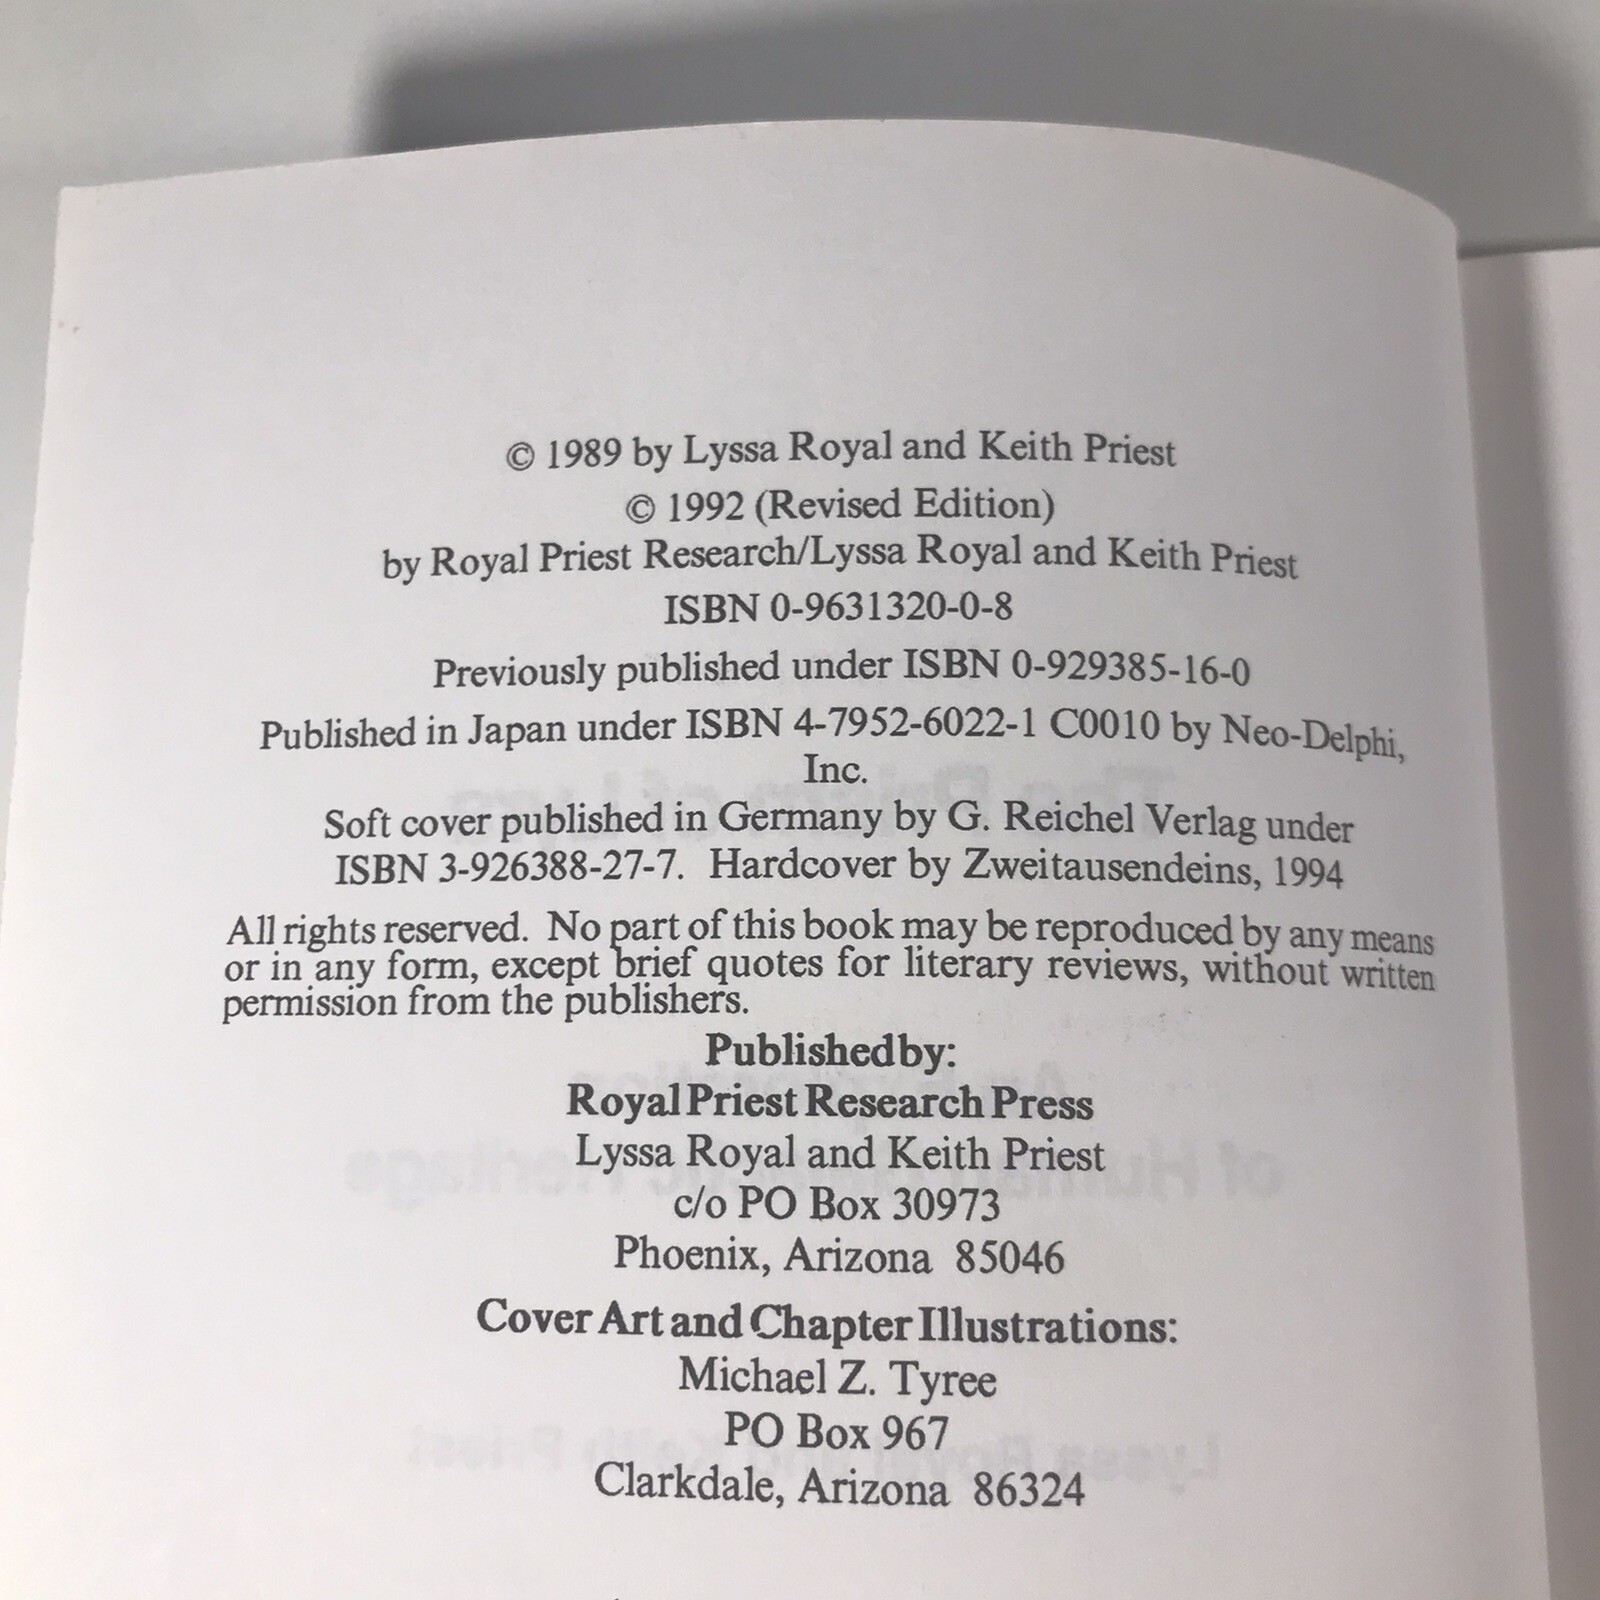 © 1989 by Lyssa Royal and Keith Priest
© 1992 (Revised Edition)
by Royal Priest Research/Lyssa Royal and Keith Priest
ISBN 0-9631320-0-8
Previously published under ISBN 0-929385-16-0
Published in Japan under ISBN 4-7952-6022-1 C0010 by Neo-Delphi,
Inc.
Soft cover published in Germany by G. Reichel Verlag under
ISBN 3-926388-27-7. Hardcover by Zweitausendeins, 1994
All rights reserved. No part of this book may be reproduced by any means
or in any form, except brief quotes for literary reviews, without written
permission from the publishers.
Published by:
Royal Priest Research Press
Lyssa Royal and Keith Priest
c/o PO Box 30973
Phoenix, Arizona 85046
Cover Art and Chapter Illustrations:
Michael Z. Tyree
PO Box 967
Clarkdale, Arizona 86324